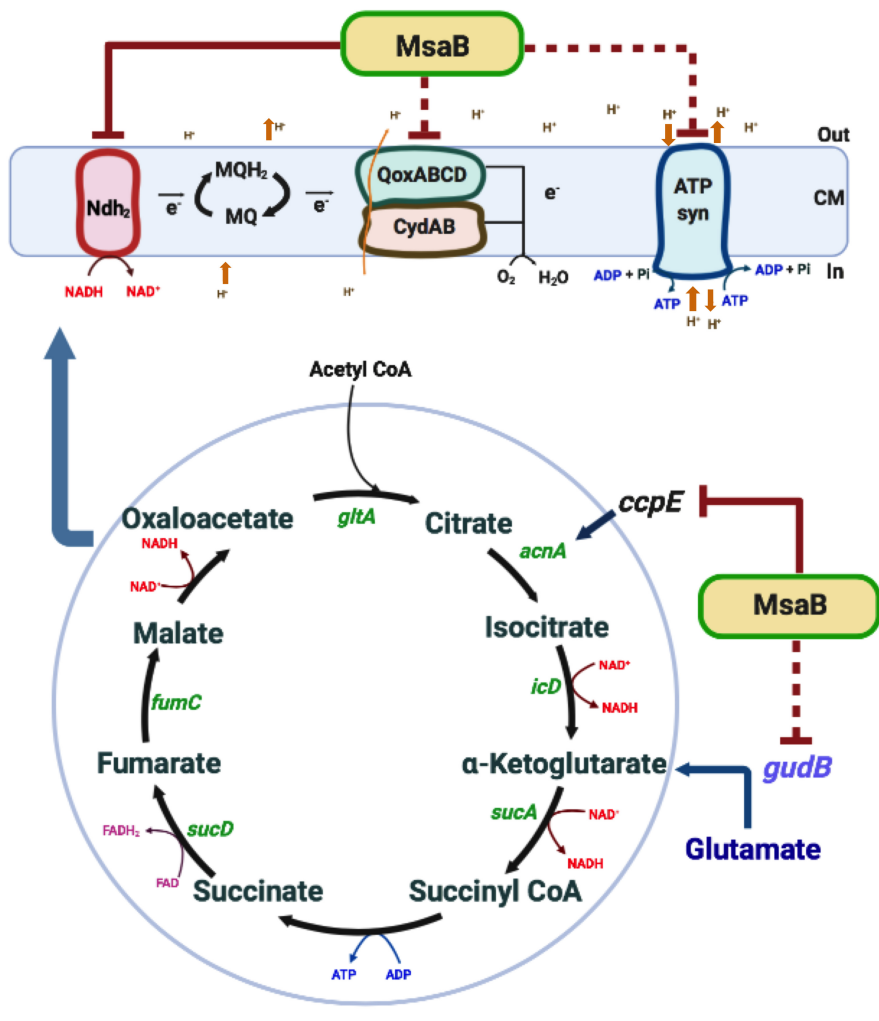 MsaB
H⁺ H⁺ H⁺ H⁺ H⁺ H⁺ H⁺ H⁺ H⁺
Out
MQH₂
QoxABCD
ATP
syn
Ndh₂
e⁻
MQ
e⁻
CydAB
e⁻
CM
In
NADH
NAD⁺
H⁺
H⁺
O₂
H₂O
ADP + Pi
ATP
ATP
ADP + Pi
H⁺ H⁺
Acetyl CoA
Oxaloacetate
gltA
Citrate
ccpE
acnA
NADH
NAD⁺
MsaB
Malate
Isocitrate
icD
NAD⁺
NADH
fumC
Fumarate
α-Ketoglutarate
gudB
sucA
NAD⁺
NADH
FADH₂
sucD
FAD
Glutamate
Succinate
Succinyl CoA
ATP
ADP